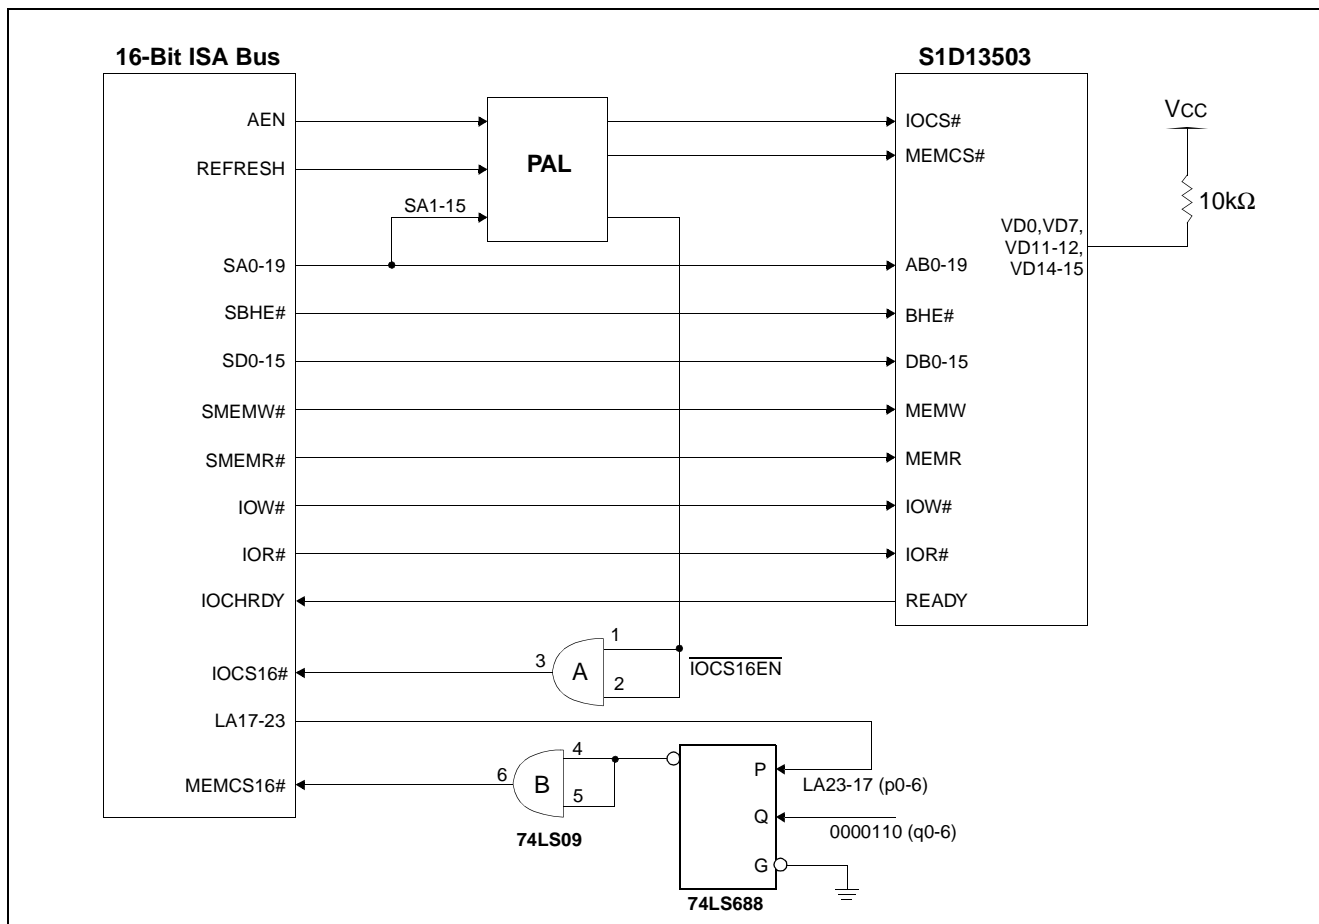 16-Bit ISA Bus
S1D13503
AEN
REFRESH
SA1-15
PAL
IOCS#
MEMCS#
VCC
10kΩ
VD0,VD7,
VD11-12,
VD14-15
SA0-19
AB0-19
SBHE#
BHE#
SD0-15
DB0-15
SMEMW#
MEMW
SMEMR#
MEMR
IOW#
IOW#
IOR#
IOR#
IOCHRDY
READY
IOCS16#
3
A
1
2
IOCS16EN
LA17-23
MEMCS16#
6
B
4
5
74LS09
P
LA23-17 (p0-6)
Q
0000110 (q0-6)
G
74LS688